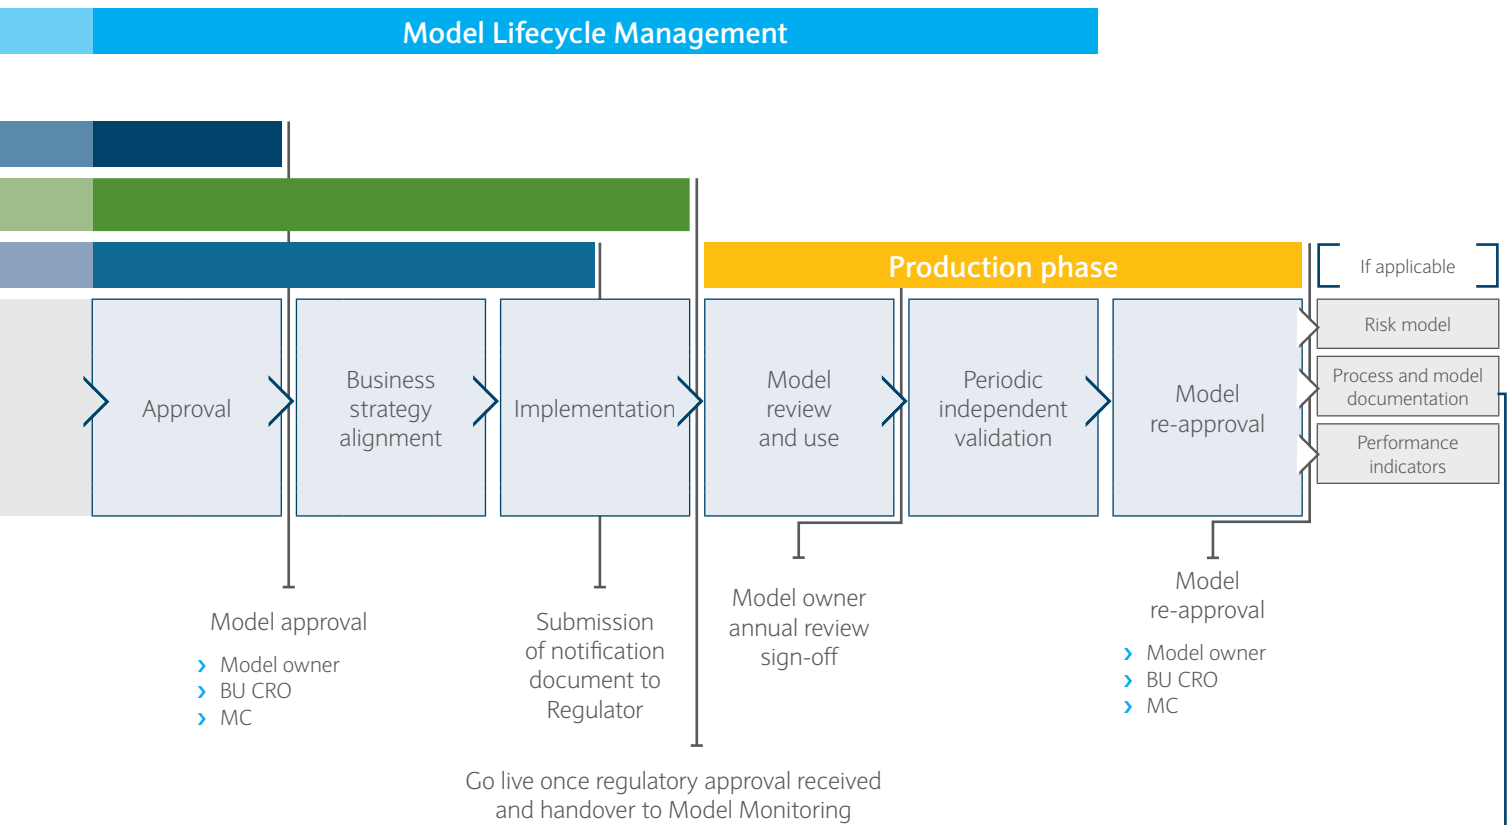 Model Lifecycle Management
Production phase
If applicable
Approval
Business
strategy
alignment
Implementation
Model
review
and use
Periodic
independent
validation
Model
re-approval
Risk model
Process and model
documentation
Performance
indicators
Model approval
› Model owner
› BU CRO
› MC
Submission
of notification
document to
Regulator
Model owner
annual review
sign-off
Model
re-approval
› Model owner
› BU CRO
› MC
Go live once regulatory approval received
and handover to Model Monitoring